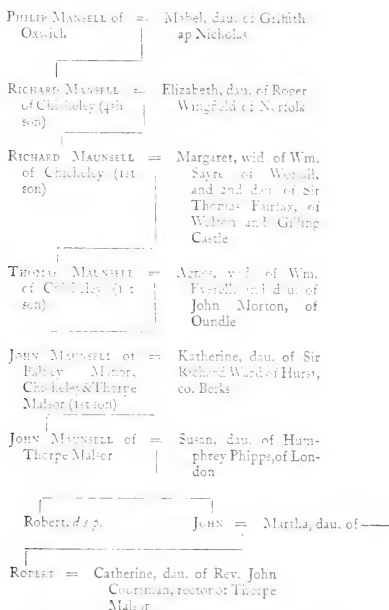 PHILIP MANSELL of = Mabel, dau. of Griffith
Oxwich ap Nicholas
RICHARD MANSELL = Elizabeth, dau. of Roger
of Chicheley (4th Wingfield of Norfolk
son)
RICHARD MAUNSELL = Margaret, wid. of Wm.
of Chicheley (1st Sayre of Worsall,
son) and 2nd dau. of Sir
Thomas Fairfax, of
Walton and Gilling
Castle
THOMAS MAUNSELL = Agnes, wid. of Wm.
of Chicheley (1st and dau. of
son) John Morton, of
Oundle
JOHN MAUNSELL of = Katherine, dau. of Sir
Manor, Richard Ward of Hurst,
Chicheley & Thorpe co. Berks
Malsor (1st son)
JOHN MAUNSELL of = Susan, dau. of Hum-
Thorpe Malsor phrey Phipps, of Lon-
don
Robert. d s p. JOHN = Martha, dau. of ——
ROBERT = Catherine, dau. of Rev. John
Courtman, rector of Thorpe
Malsor